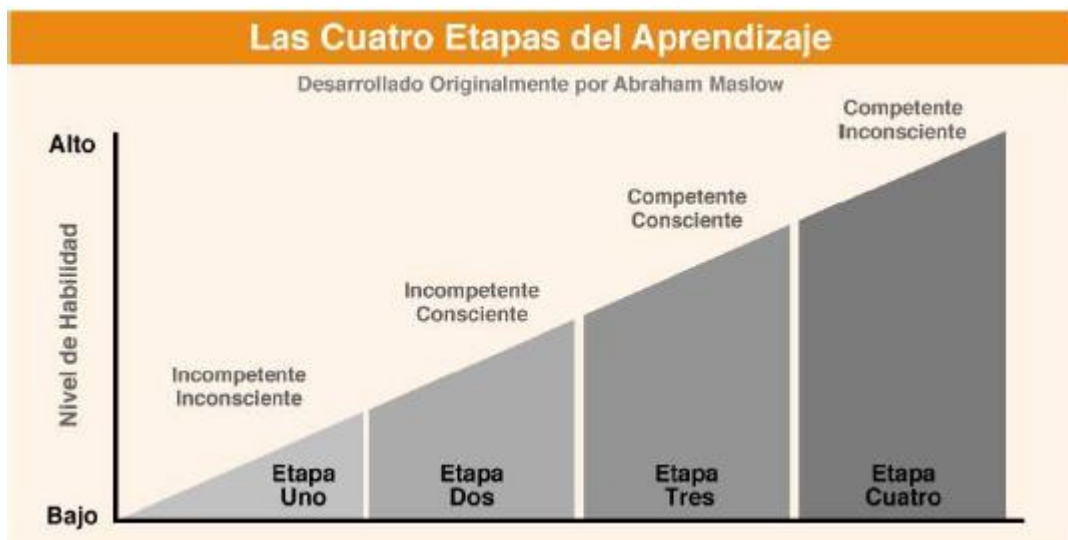 Las Cuatro Etapas del Aprendizaje
Desarrollado Originalmente por Abraham Maslow
Alto
Nivel de Habilidad
Bajo
Incompetente
Inconsciente
Incompetente
Consciente
Competente
Consciente
Competente
Inconsciente
Etapa
Uno
Etapa
Dos
Etapa
Tres
Etapa
Cuatro